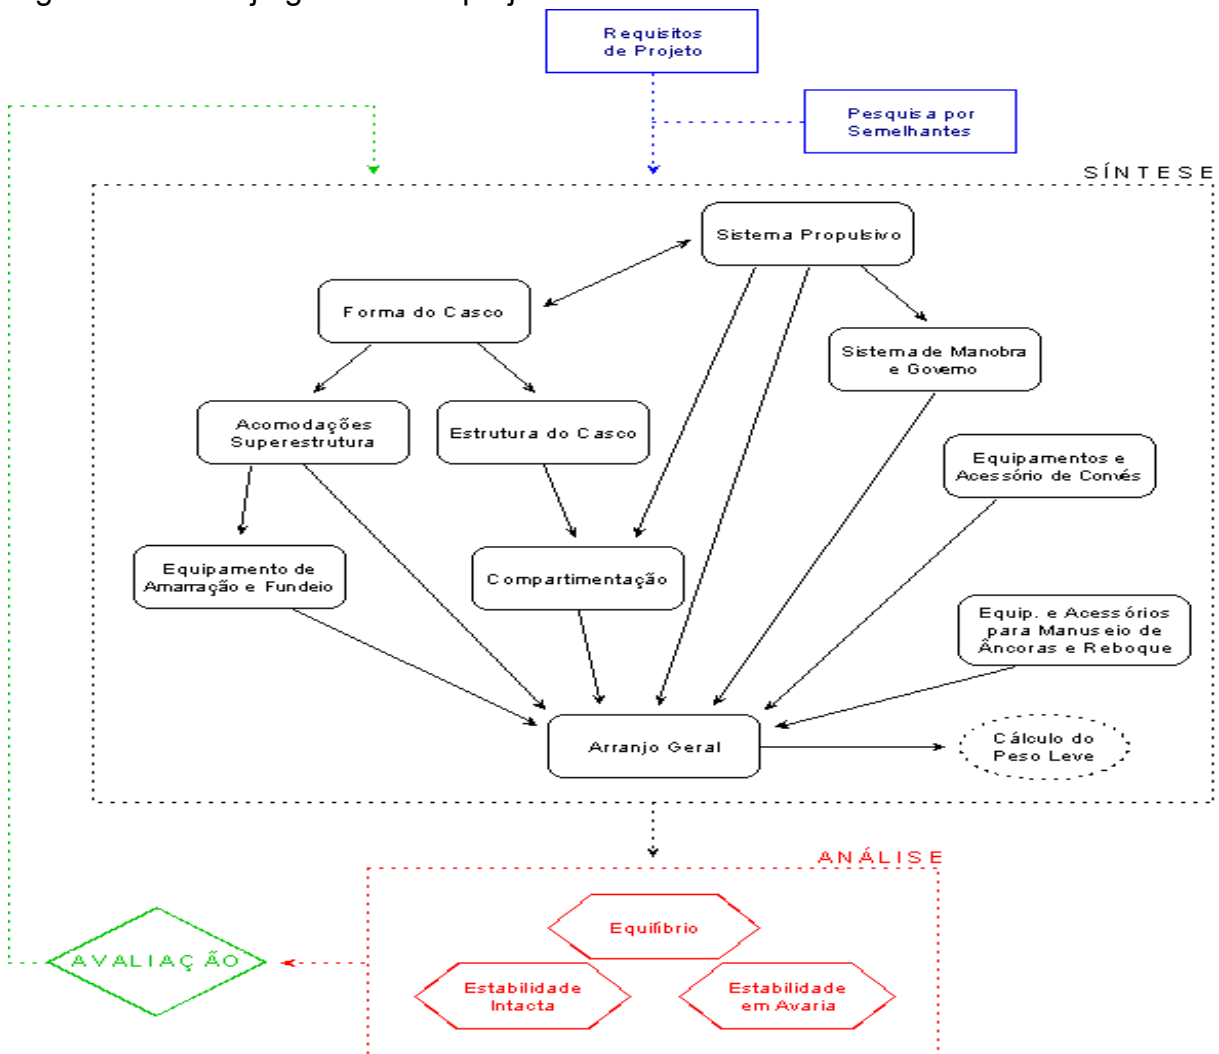 Requisitos
de Projeto
Pesquisa por
Semelhantes
SÍNTESE
Sistema Propulsivo
Forma do Casco
Sistema de Manobra
e Governo
Acomodações
Superestrutura
Estrutura do Casco
Equipamentos e
Acessório de Convés
Equipamento de
Amarração e Fundeio
Compartimentação
Equip. e Acessórios
para Manuseio de
Âncoras e Reboque
Arranjo Geral
Cálculo do
Peso Leve
ANÁLISE
Equilíbrio
AVALIAÇÃO
Estabilidade
Intacta
Estabilidade
em Avaria